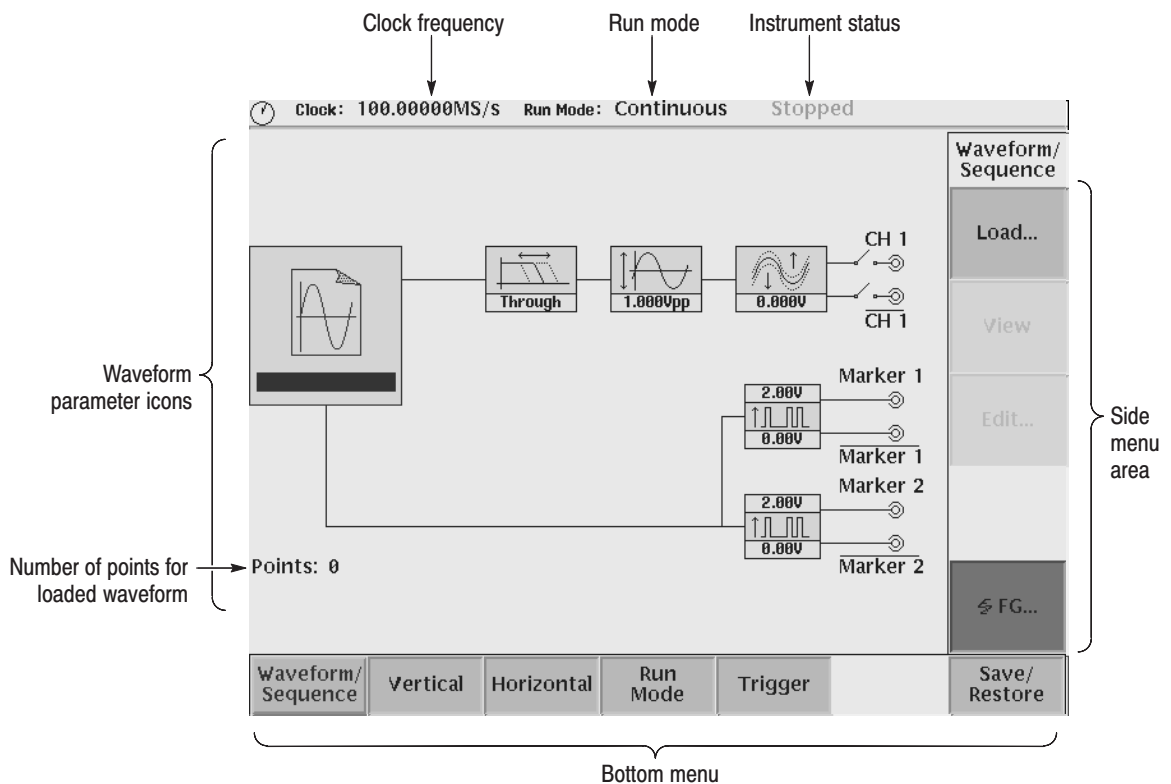 Clock frequency
Run mode
Instrument status
Clock: 100.00000MS/s Run Mode: Continuous Stopped
Waveform/
Sequence
Load...
View
Edit...
FG...
CH 1
CH 1
Through
1.000Vpp
0.000V
Marker 1
2.00V
0.00V
Marker 1
Marker 2
2.00V
0.00V
Marker 2
Waveform
parameter icons
Side
menu
area
Number of points for
loaded waveform
Points: 0
Waveform/
Sequence
Vertical
Horizontal
Run
Mode
Trigger
Save/
Restore
Bottom menu